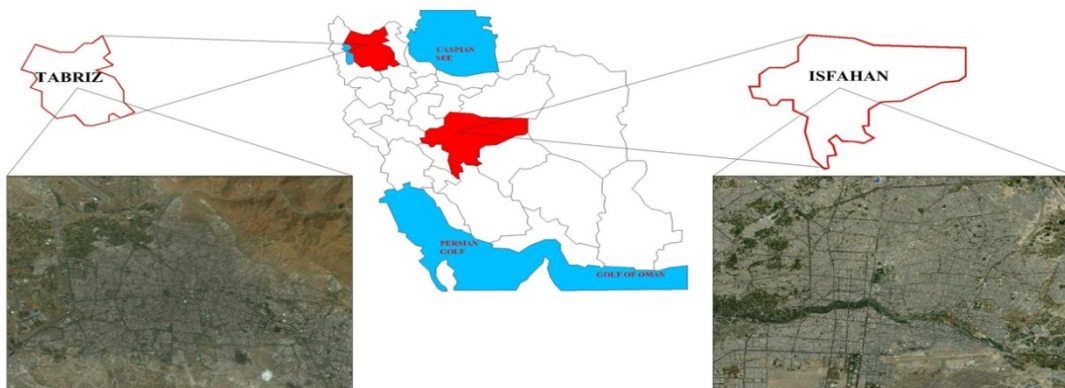 TABRIZ
CASPIAN
SEE
ISFAHAN
PERSIAN
GOLF
GOLF OF OMAN